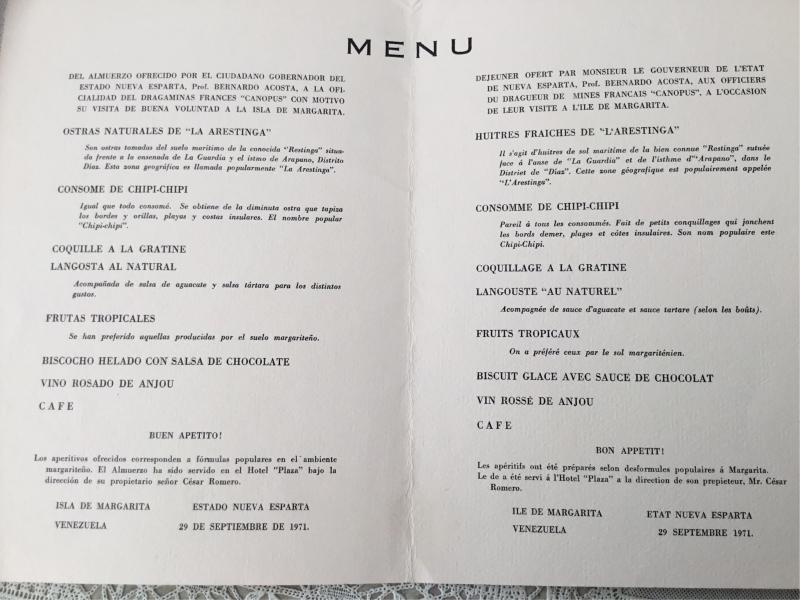 MENU
DEL ALMUERZO OFRECIDO POR EL CIUDADANO GOBERNADOR DEL
ESTADO NUEVA ESPARTA, Prof. BERNARDO ACOSTA, A LA OFI-
CIALIDAD DEL DRAGAMINAS FRANCES "CANOPUS" CON MOTIVO
SU VISITA DE BUENA VOLUNTAD A LA ISLA DE MARGARITA.
OSTRAS NATURALES DE "LA ARESTINGA"
Son ostras tomadas del suelo marítimo de la conocida "Restinga" situa-
da frente a la ensenada de La Guardia y el istmo de Arapano, Distrito
Díaz. Esta zona geográfica es llamada popularmente "La Arestinga".
CONSOME DE CHIPI-CHIPI
Igual que todo consomé. Se obtiene de la diminuta ostra que tapiza
los bordes y orillas, playas y costas insulares. El nombre popular
"Chipi-chipi".
COQUILLE A LA GRATINE
LANGOSTA AL NATURAL
Acompañada de salsa de aguacate y salsa tártara para los distintos
gustos.
FRUTAS TROPICALES
Se han preferido aquellas producidas por el suelo margariteño.
BISCOCHO HELADO CON SALSA DE CHOCOLATE
VINO ROSADO DE ANJOU
CAFE
BUEN APETITO!
Los aperitivos ofrecidos corresponden a fórmulas populares en el ambiente
margariteño. El Almuerzo ha sido servido en el Hotel "Plaza" bajo la
dirección de su propietario señor César Romero.
ISLA DE MARGARITA ESTADO NUEVA ESPARTA
VENEZUELA 29 DE SEPTIEMBRE DE 1971.
DEJEUNER OFERT PAR MONSIEUR LE GOUVERNEUR DE L'ETAT
DE NUEVA ESPARTA, Prof. BERNARDO ACOSTA, AUX OFFICIERS
DU DRAGUEUR DE MINES FRANCAIS "CANOPUS", A L'OCCASION
DE LEUR VISITE A L'ILE DE MARGARITA.
HUITRES FRAICHES DE "L'ARESTINGA"
Il s'agit d'huitres de sol maritime de la bien connue "Restinga" sutuée
face á l'anse de "La Guardia" et de l'isthme d"'Arapano", dans le
District de "Díaz". Cette zone géografique est populairement appelée
"L'Arestinga".
CONSOMME DE CHIPI-CHIPI
Pareil á tous les consommés. Fait de petits conquillages qui jonchent
les bords demer, plages et côtes insulaires. Son nom populaire este
Chipi-Chipi.
COQUILLAGE A LA GRATINE
LANGOUSTE "AU NATUREL"
Acompagnée de sauce d'aguacate et sauce tartare (selon les boûts).
FRUITS TROPICAUX
On a préféré ceux par le sol margariténien.
BISCUIT GLACE AVEC SAUCE DE CHOCOLAT
VIN ROSSÉ DE ANJOU
CAFE
BON APPETIT!
Les apéritifs ont été préparés selon desformules populaires á Margarita.
Le de a été servi á l'Hotel "Plaza" a la direction de son prepieteur, Mr. César
Romero.
ILE DE MARGARITA ETAT NUEVA ESPARTA
VENEZUELA 29 SEPTEMBRE 1971.